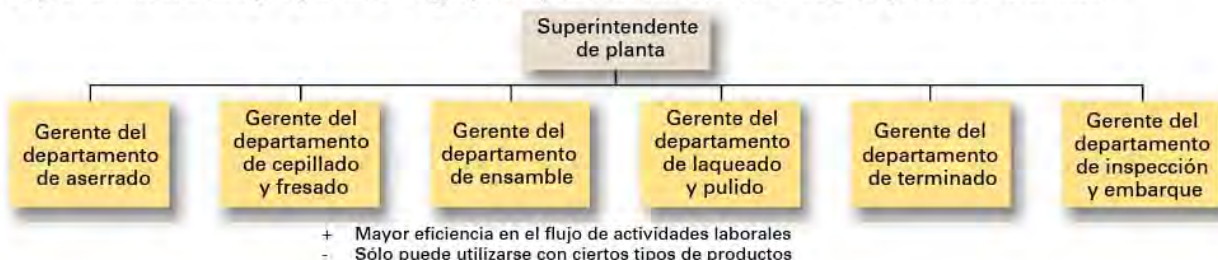 Superintendente
de planta
Gerente del
departamento
de aserrado
Gerente del
departamento
de cepillado
y fresado
Gerente del
departamento
de ensamble
Gerente del
departamento
de laqueado
y pulido
Gerente del
departamento
de terminado
Gerente del
departamento
de inspección
y embarque
+ Mayor eficiencia en el flujo de actividades laborales
- Sólo puede utilizarse con ciertos tipos de productos